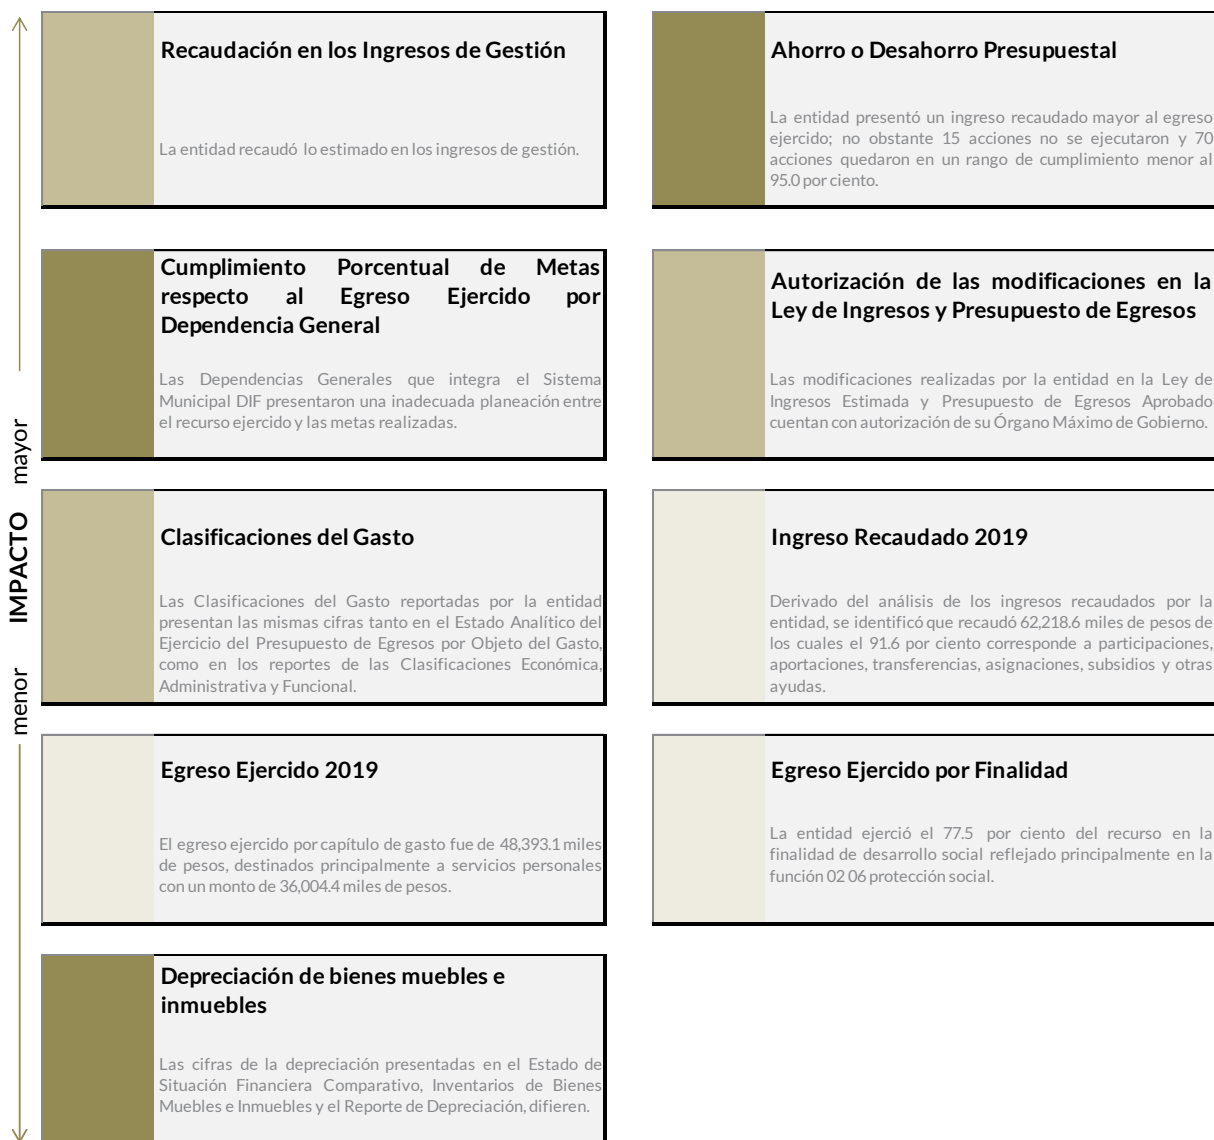 Recaudación en los Ingresos de Gestión
La entidad recaudó lo estimado en los ingresos de gestión.
Ahorro o Desahorro Presupuestal
La entidad presentó un ingreso recaudado mayor al egreso
ejercido; no obstante 15 acciones no se ejecutaron y 70
acciones quedaron en un rango de cumplimiento menor al
95.0 por ciento.
Cumplimiento Porcentual de Metas
respecto al Egreso Ejercido por
Dependencia General
Las Dependencias Generales que integra el Sistema
Municipal DIF presentaron una inadecuada planeación entre
el recurso ejercido y las metas realizadas.
Autorización de las modificaciones en la
Ley de Ingresos y Presupuesto de Egresos
Las modificaciones realizadas por la entidad en la Ley de
Ingresos Estimada y Presupuesto de Egresos Aprobado
cuentan con autorización de su Órgano Máximo de Gobierno.
menor IMPACTO mayor
Clasificaciones del Gasto
Las Clasificaciones del Gasto reportadas por la entidad
presentan las mismas cifras tanto en el Estado Analítico del
Ejercicio del Presupuesto de Egresos por Objeto del Gasto,
como en los reportes de las Clasificaciones Económica,
Administrativa y Funcional.
Ingreso Recaudado 2019
Derivado del análisis de los ingresos recaudados por la
entidad, se identificó que recaudó 62,218.6 miles de pesos de
los cuales el 91.6 por ciento corresponde a participaciones,
aportaciones, transferencias, asignaciones, subsidios y otras
ayudas.
Egreso Ejercido 2019
El egreso ejercido por capítulo de gasto fue de 48,393.1 miles
de pesos, destinados principalmente a servicios personales
con un monto de 36,004.4 miles de pesos.
Egreso Ejercido por Finalidad
La entidad ejerció el 77.5 por ciento del recurso en la
finalidad de desarrollo social reflejado principalmente en la
función 02 06 protección social.
Depreciación de bienes muebles e
inmuebles
Las cifras de la depreciación presentadas en el Estado de
Situación Financiera Comparativo, Inventarios de Bienes
Muebles e Inmuebles y el Reporte de Depreciación, difieren.